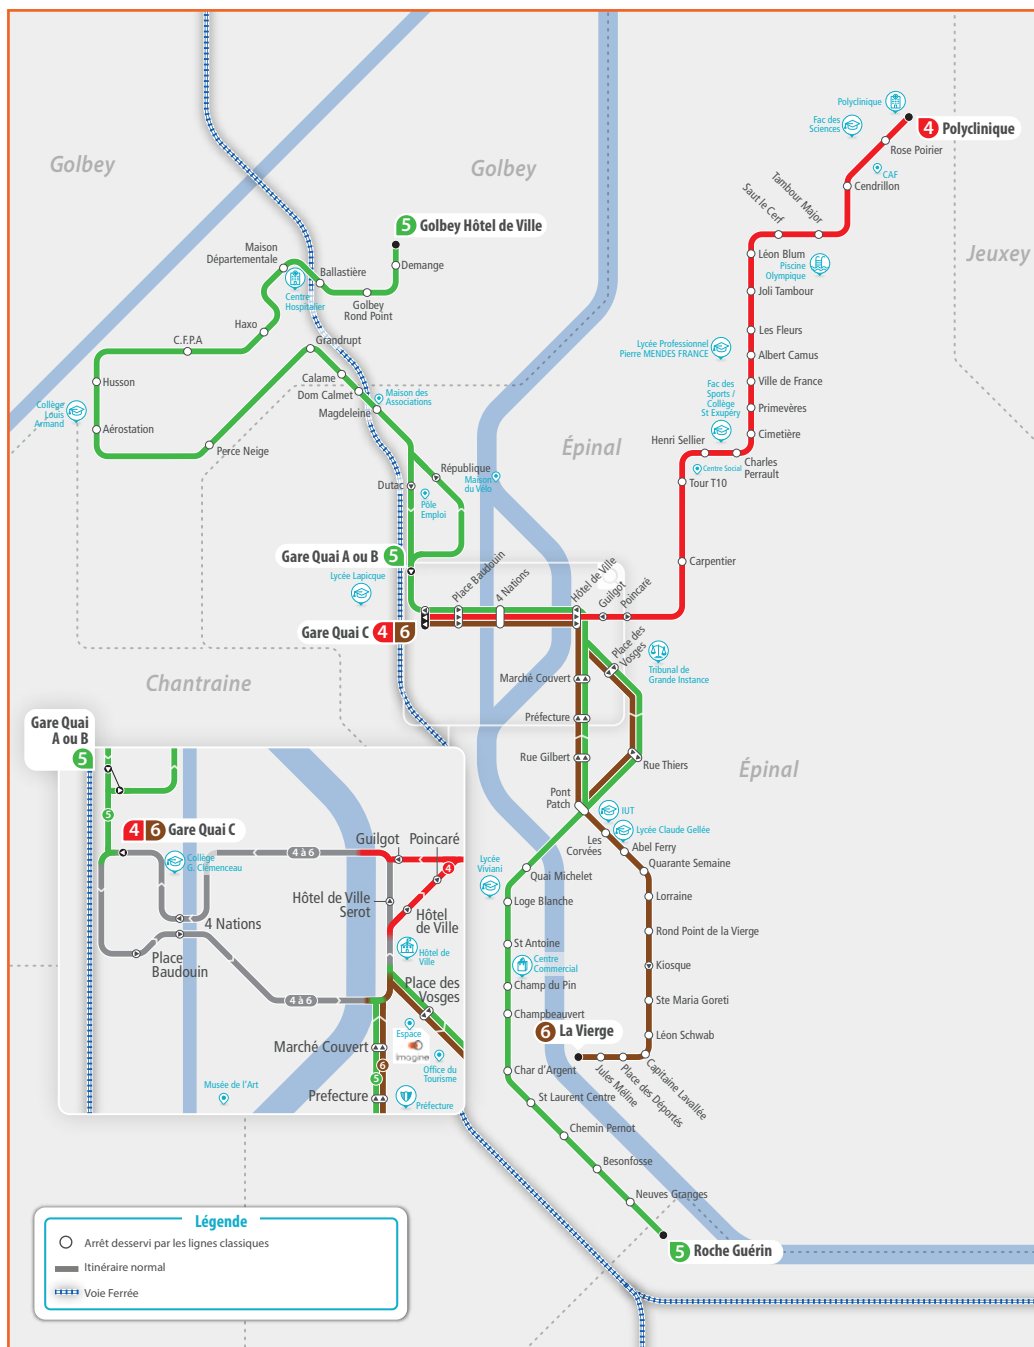 Golbey
Golbey
Jeuxey
Épinal
Épinal
Chantraine
Polyclinique
Fac des
Sciences
4 Polyclinique
Rose Poirier
CAF
Cendrillon
Tambour Major
Saut le Cerf
Léon Blum
Piscine
Olympique
Joli Tambour
Les Fleurs
Lycée Professionnel
Pierre MENDES FRANCE
Albert Camus
Ville de France
Fac des
Sports /
Collège
St Exupéry
Primevères
Cimetière
Henri Sellier
Charles
Perrault
Centre Social
Tour T10
Carpentier
5 Golbey Hôtel de Ville
Demange
Maison
Départementale
Ballastière
Centre
Hospitalier
Golbey
Rond Point
Haxo
C.F.P.A
Grandrupt
Husson
Calame
Dom Calmet
Maison des
Associations
Magdeleine
Collège
Louis
Armand
Aérostation
Perce Neige
République
Maison
du Vélo
Dutac
Pôle
Emploi
Gare Quai A ou B 5
Lycée Lapicque
Gare Quai C 4 6
Place Baudouin
4 Nations
Hôtel de Ville
Guilgot
Poincaré
Place des
Vosges
Tribunal de
Grande Instance
Marché Couvert
Préfecture
Rue Gilbert
Rue Thiers
Pont
Patch
IUT
Lycée Claude Gellée
Les
Corvées
Abel Ferry
Quarante Semaine
Lycée
Viviani
Quai Michelet
Loge Blanche
Lorraine
Rond Point de la Vierge
St Antoine
Centre
Commercial
Kiosque
Champ du Pin
Ste Maria Goreti
Champbeauvert
6 La Vierge
Léon Schwab
Char d'Argent
Jules Méline
Place des Déportés
Capitaine Lavallée
St Laurent Centre
Chemin Pernot
Besonfosse
Neuves Granges
5 Roche Guérin
Gare Quai
A ou B
5
5
4 6 Gare Quai C
Collège
G. Clémenceau
4 à 6
Guilgot
Poincaré
4
Hôtel de Ville
Serot
Hôtel
de Ville
4 Nations
Place
Baudouin
Hôtel de
Ville
Place des
Vosges
4 à 6
Espace
Imagine
Marché Couvert
Office du
Tourisme
6
5
Musée de l'Art
Prefecture
Préfecture
Légende
Arrêt desservi par les lignes classiques
Itinéraire normal
Voie Ferrée